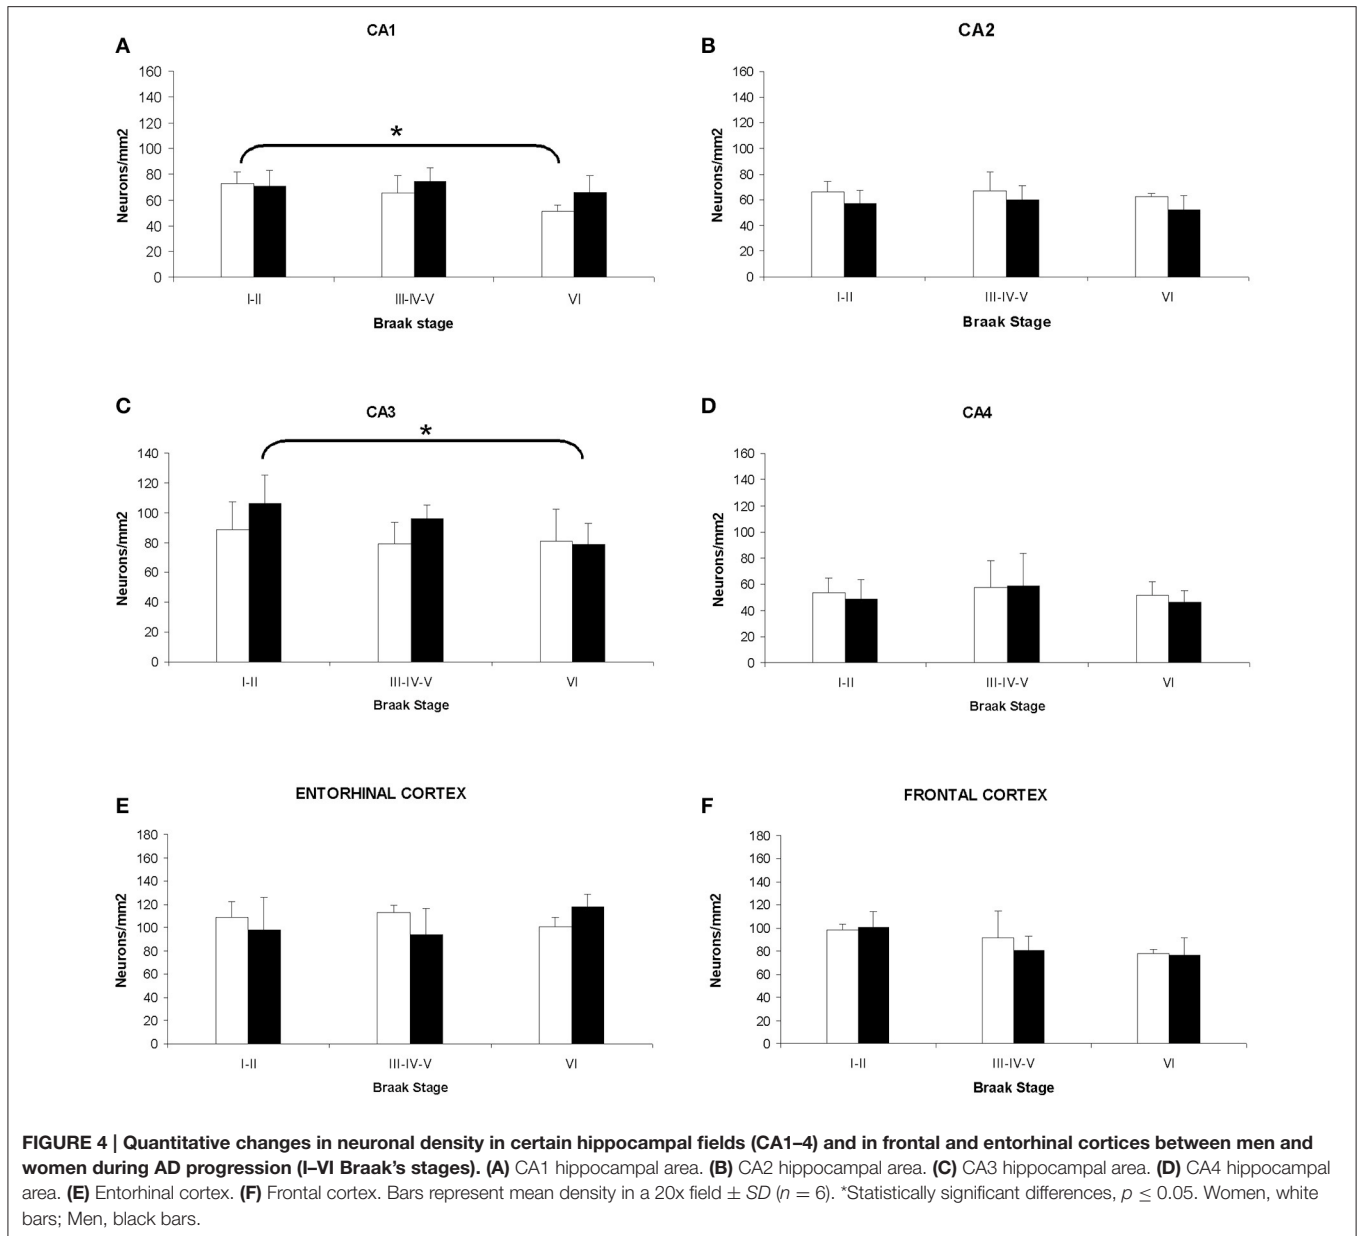 A
CA1
Neurons/mm2
160
140
120
100
80
60
40
20
0
*
I-II
III-IV-V
VI
Braak stage
B
CA2
Neurons/mm2
160
140
120
100
80
60
40
20
0
I-II
III-IV-V
VI
Braak Stage
C
CA3
Neurons/mm2
140
120
100
80
60
40
20
0
*
I-II
III-IV-V
VI
Braak Stage
D
CA4
Neurons/mm2
160
140
120
100
80
60
40
20
0
I-II
III-IV-V
VI
Braak Stage
E
ENTORHINAL CORTEX
Neurons/mm2
180
160
140
120
100
80
60
40
20
0
I-II
III-IV-V
VI
Braak Stage
F
FRONTAL CORTEX
Neurons/mm2
180
160
140
120
100
80
60
40
20
0
I-II
III-IV-V
VI
Braak Stage
FIGURE 4 | Quantitative changes in neuronal density in certain hippocampal fields (CA1–4) and in frontal and entorhinal cortices between men and
women during AD progression (I–VI Braak's stages). (A) CA1 hippocampal area. (B) CA2 hippocampal area. (C) CA3 hippocampal area. (D) CA4 hippocampal
area. (E) Entorhinal cortex. (F) Frontal cortex. Bars represent mean density in a 20x field ± SD (n = 6). *Statistically significant differences, p ≤ 0.05. Women, white
bars; Men, black bars.